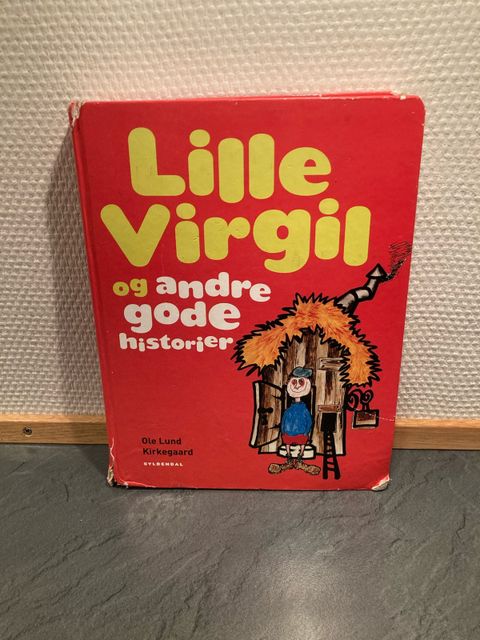 Lille
Virgil
og andre
gode
historier
Ole Lund
Kirkegaard
GYLDENDAL